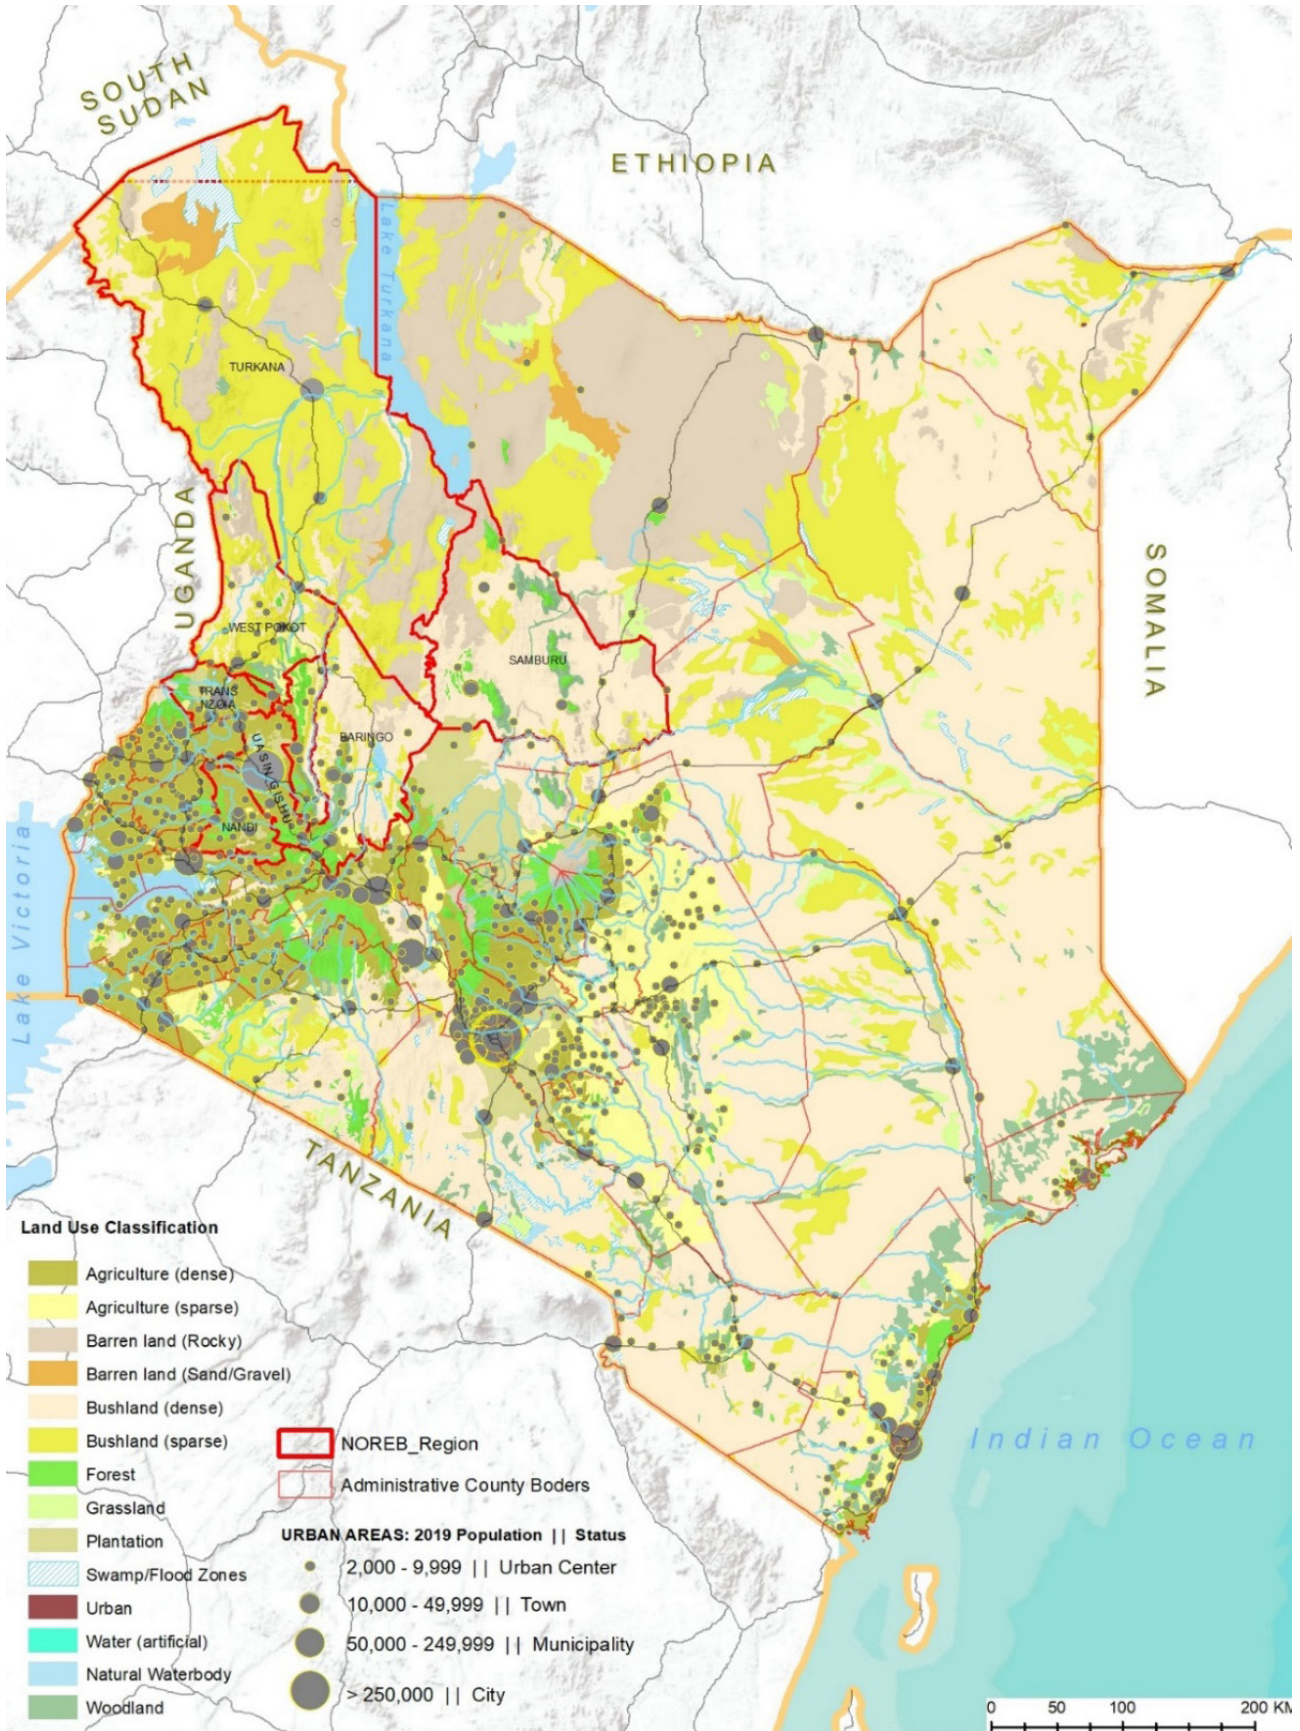 SOUTH
SUDAN
ETHIOPIA
Lake Turkana
TURKANA
UGANDA
SOMALIA
WEST POKOT
SAMBURU
TRANS
NZOIA
UASIN GISHU
BARINGO
NANDI
Lake Victoria
TANZANIA
Indian Ocean
Land Use Classification
Agriculture (dense)
Agriculture (sparse)
Barren land (Rocky)
Barren land (Sand/Gravel)
Bushland (dense)
Bushland (sparse)
Forest
Grassland
Plantation
Swamp/Flood Zones
Urban
Water (artificial)
Natural Waterbody
Woodland
NOREB_Region
Administrative County Boders
URBAN AREAS: 2019 Population || Status
2,000 - 9,999 || Urban Center
10,000 - 49,999 || Town
50,000 - 249,999 || Municipality
> 250,000 || City
0 50 100 200 KM